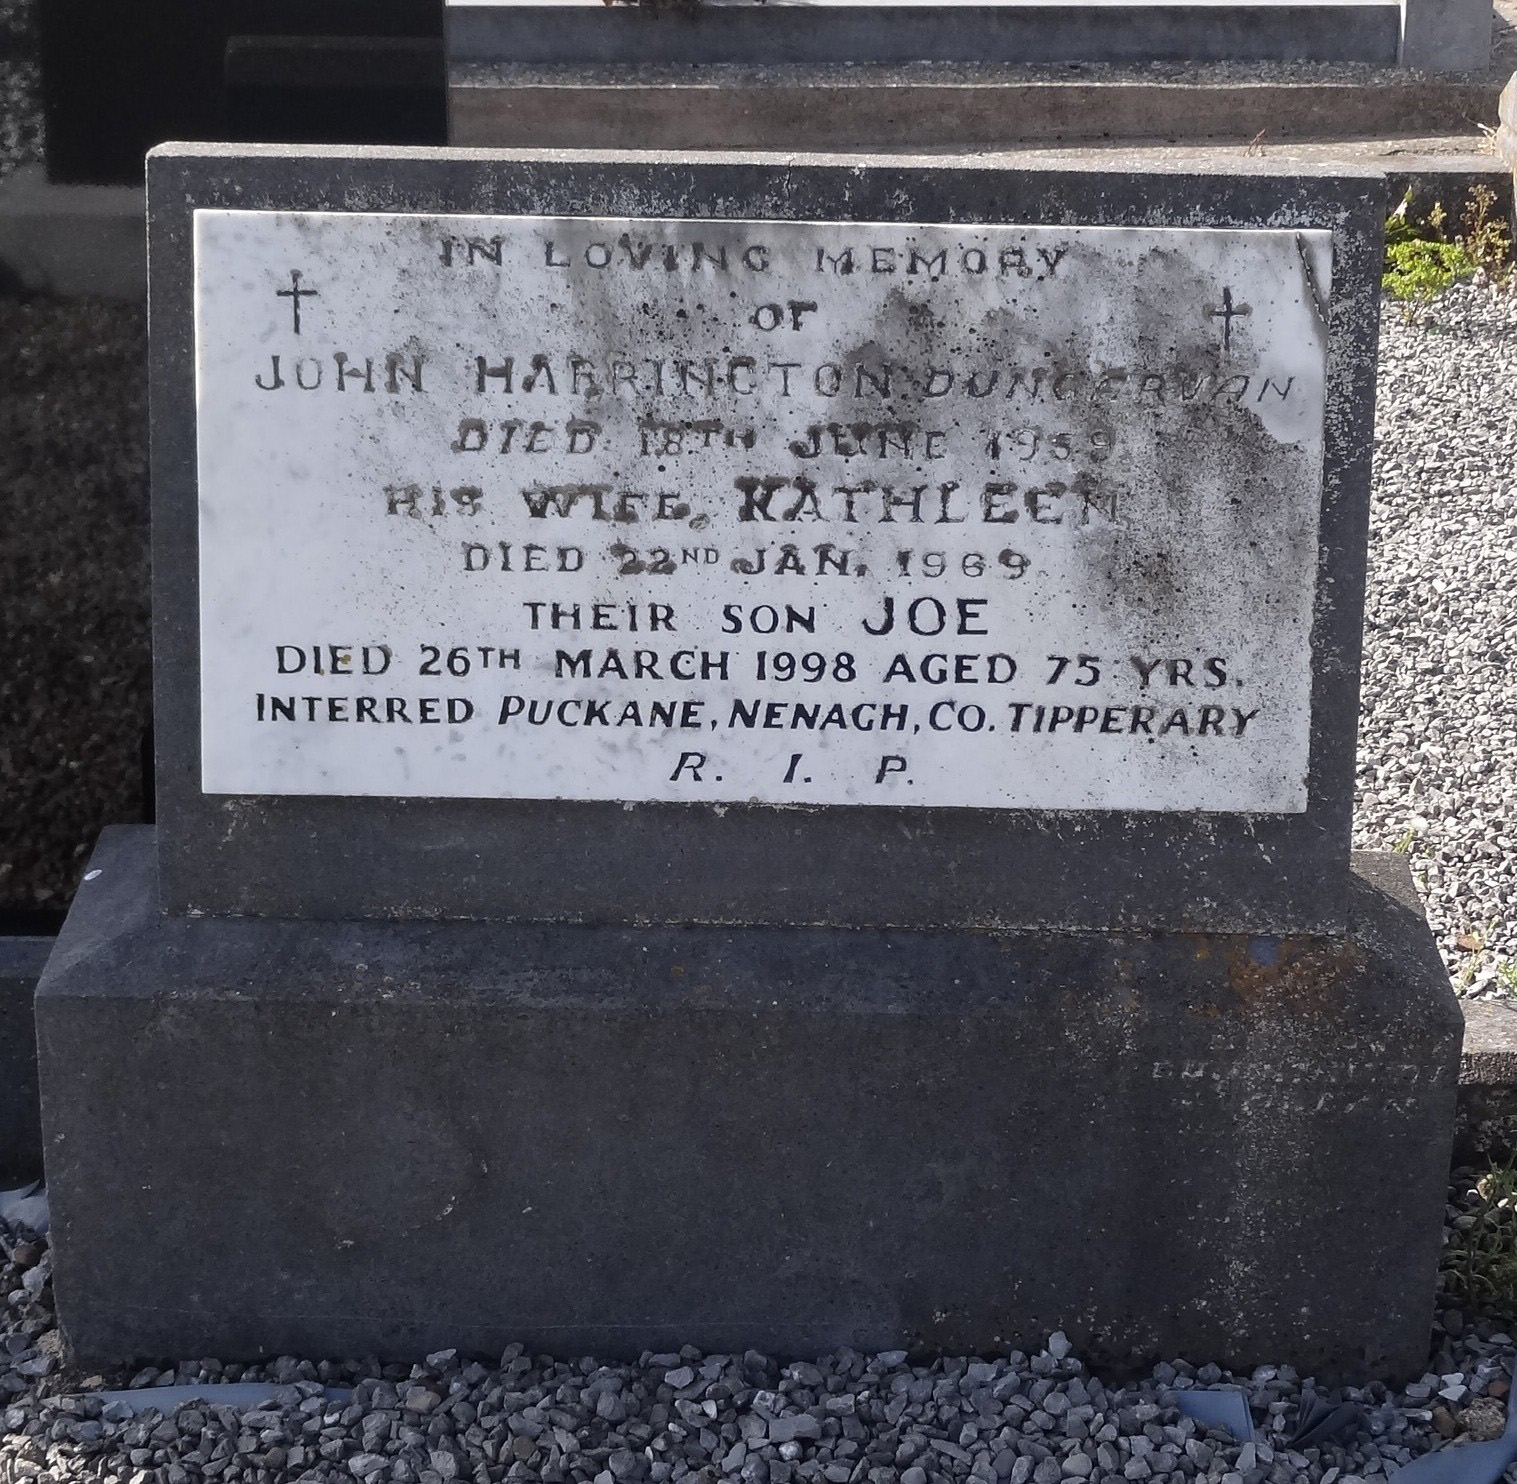 IN LOVING MEMORY
OF
JOHN HARRINGTON DUNGARVAN
DIED 18TH JUNE 1959
HIS WIFE, KATHLEEN
DIED 22ND JAN. 1969
THEIR SON JOE
DIED 26TH MARCH 1998 AGED 75 YRS.
INTERRED PUCKANE, NENAGH, CO. TIPPERARY
R. I. P.